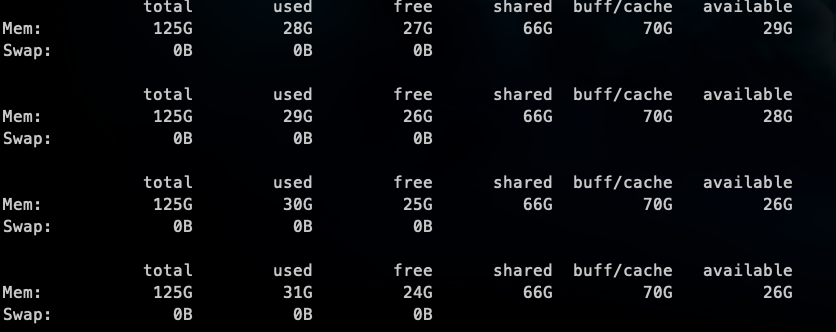 total used free shared buff/cache available
Mem: 125G 28G 27G 66G 70G 29G
Swap: 0B 0B 0B
total used free shared buff/cache available
Mem: 125G 29G 26G 66G 70G 28G
Swap: 0B 0B 0B
total used free shared buff/cache available
Mem: 125G 30G 25G 66G 70G 26G
Swap: 0B 0B 0B
total used free shared buff/cache available
Mem: 125G 31G 24G 66G 70G 26G
Swap: 0B 0B 0B